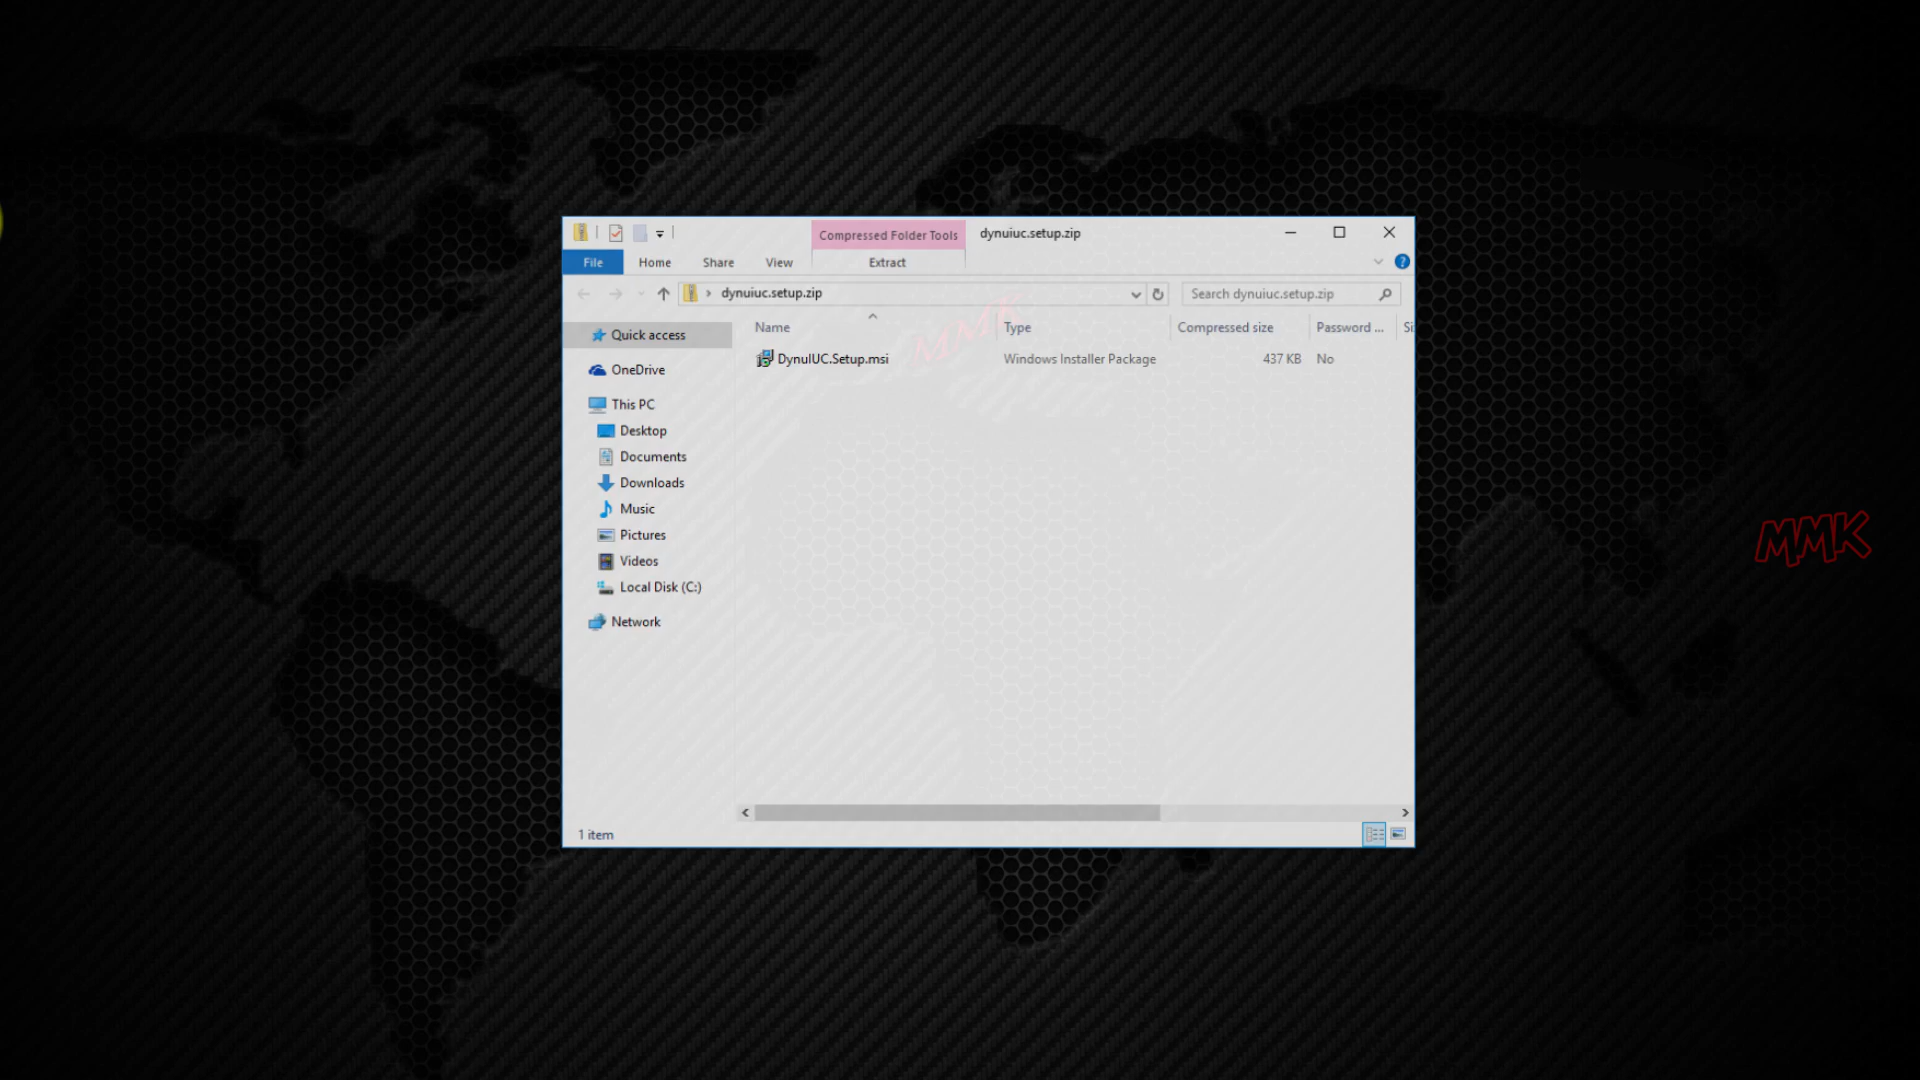 Compressed Folder Tools
dynuiuc.setup.zip
File
Home
Share
View
Extract
dynuiuc.setup.zip
Search dynuiuc.setup.zip
Name
Type
Compressed size
Password ...
Si
DynuIUC.Setup.msi
Windows Installer Package
437 KB
No
Quick access
OneDrive
This PC
Desktop
Documents
Downloads
Music
Pictures
Videos
Local Disk (C:)
Network
1 item
MMK
MMK